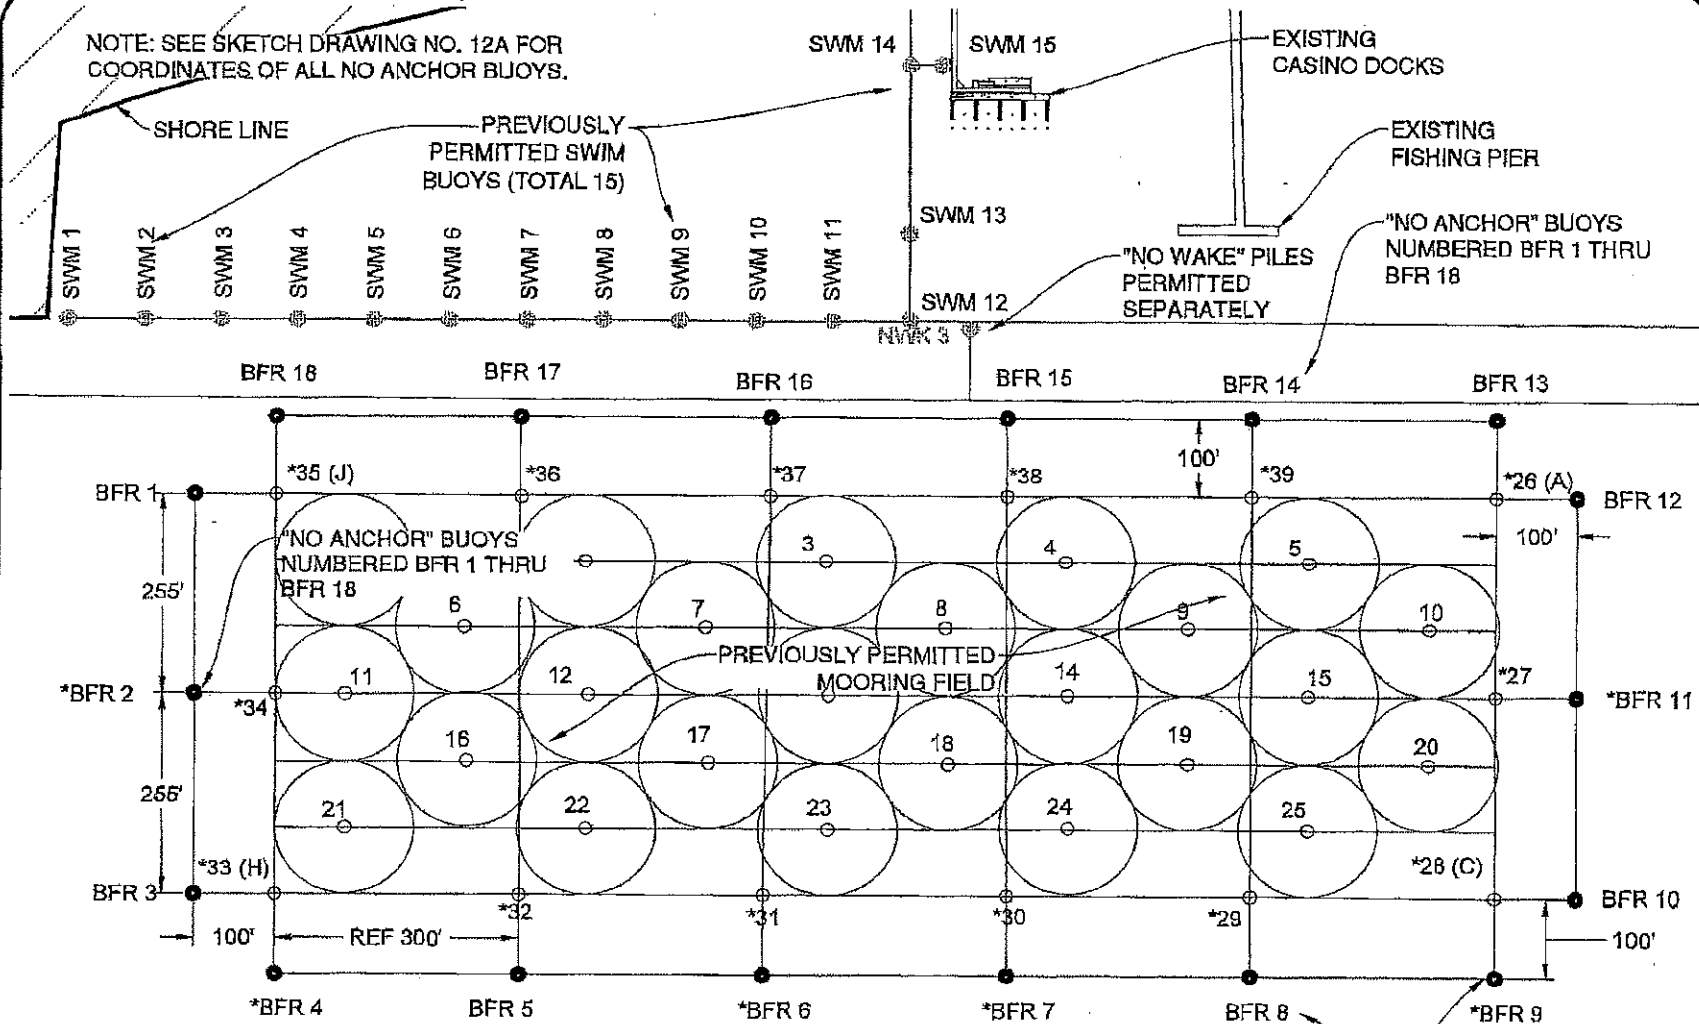 NOTE: SEE SKETCH DRAWING NO. 12A FOR
COORDINATES OF ALL NO ANCHOR BUOYS.
SHORE LINE
PREVIOUSLY
PERMITTED SWIM
BUOYS (TOTAL 15)
SWM 14
SWM 15
EXISTING
CASINO DOCKS
EXISTING
FISHING PIER
SWM 13
SWM 12
"NO WAKE" PILES
PERMITTED
SEPARATELY
"NO ANCHOR" BUOYS
NUMBERED BFR 1 THRU
BFR 18
SWM 1
SWM 2
SWM 3
SWM 4
SWM 5
SWM 6
SWM 7
SWM 8
SWM 9
SWM 10
SWM 11
NWK 3
BFR 18
BFR 17
BFR 16
BFR 15
BFR 14
BFR 13
BFR 1
*35 (J)
*36
*37
*38
100'
*39
*26 (A)
BFR 12
100'
"NO ANCHOR" BUOYS
NUMBERED BFR 1 THRU
BFR 18
255'
3
4
5
6
7
8
9
10
PREVIOUSLY PERMITTED
MOORING FIELD
*BFR 2
*34
11
12
14
15
*27
*BFR 11
16
17
18
19
20
255'
21
22
23
24
25
*33 (H)
*28 (C)
BFR 3
*32
*31
*30
*29
BFR 10
100'
REF 300'
100'
*BFR 4
BFR 5
*BFR 6
*BFR 7
BFR 8
*BFR 9